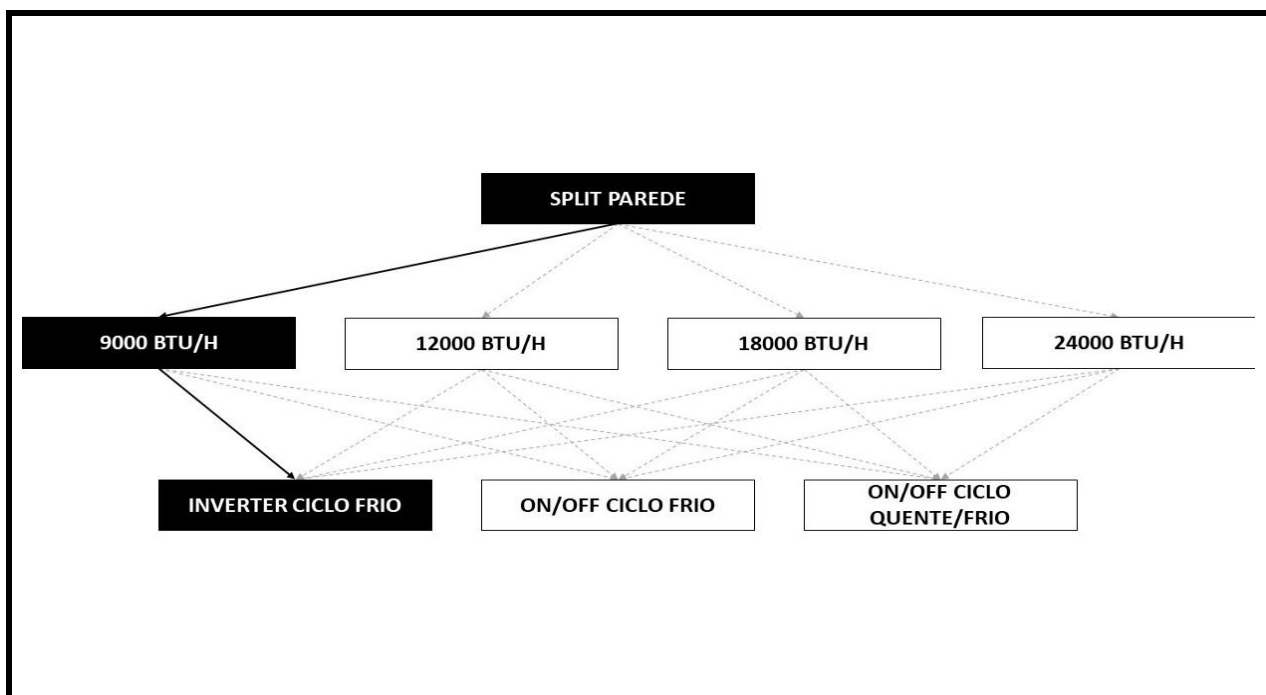 SPLIT PAREDE
9000 BTU/H
12000 BTU/H
18000 BTU/H
24000 BTU/H
INVERTER CICLO FRIO
ON/OFF CICLO FRIO
ON/OFF CICLO
QUENTE/FRIO